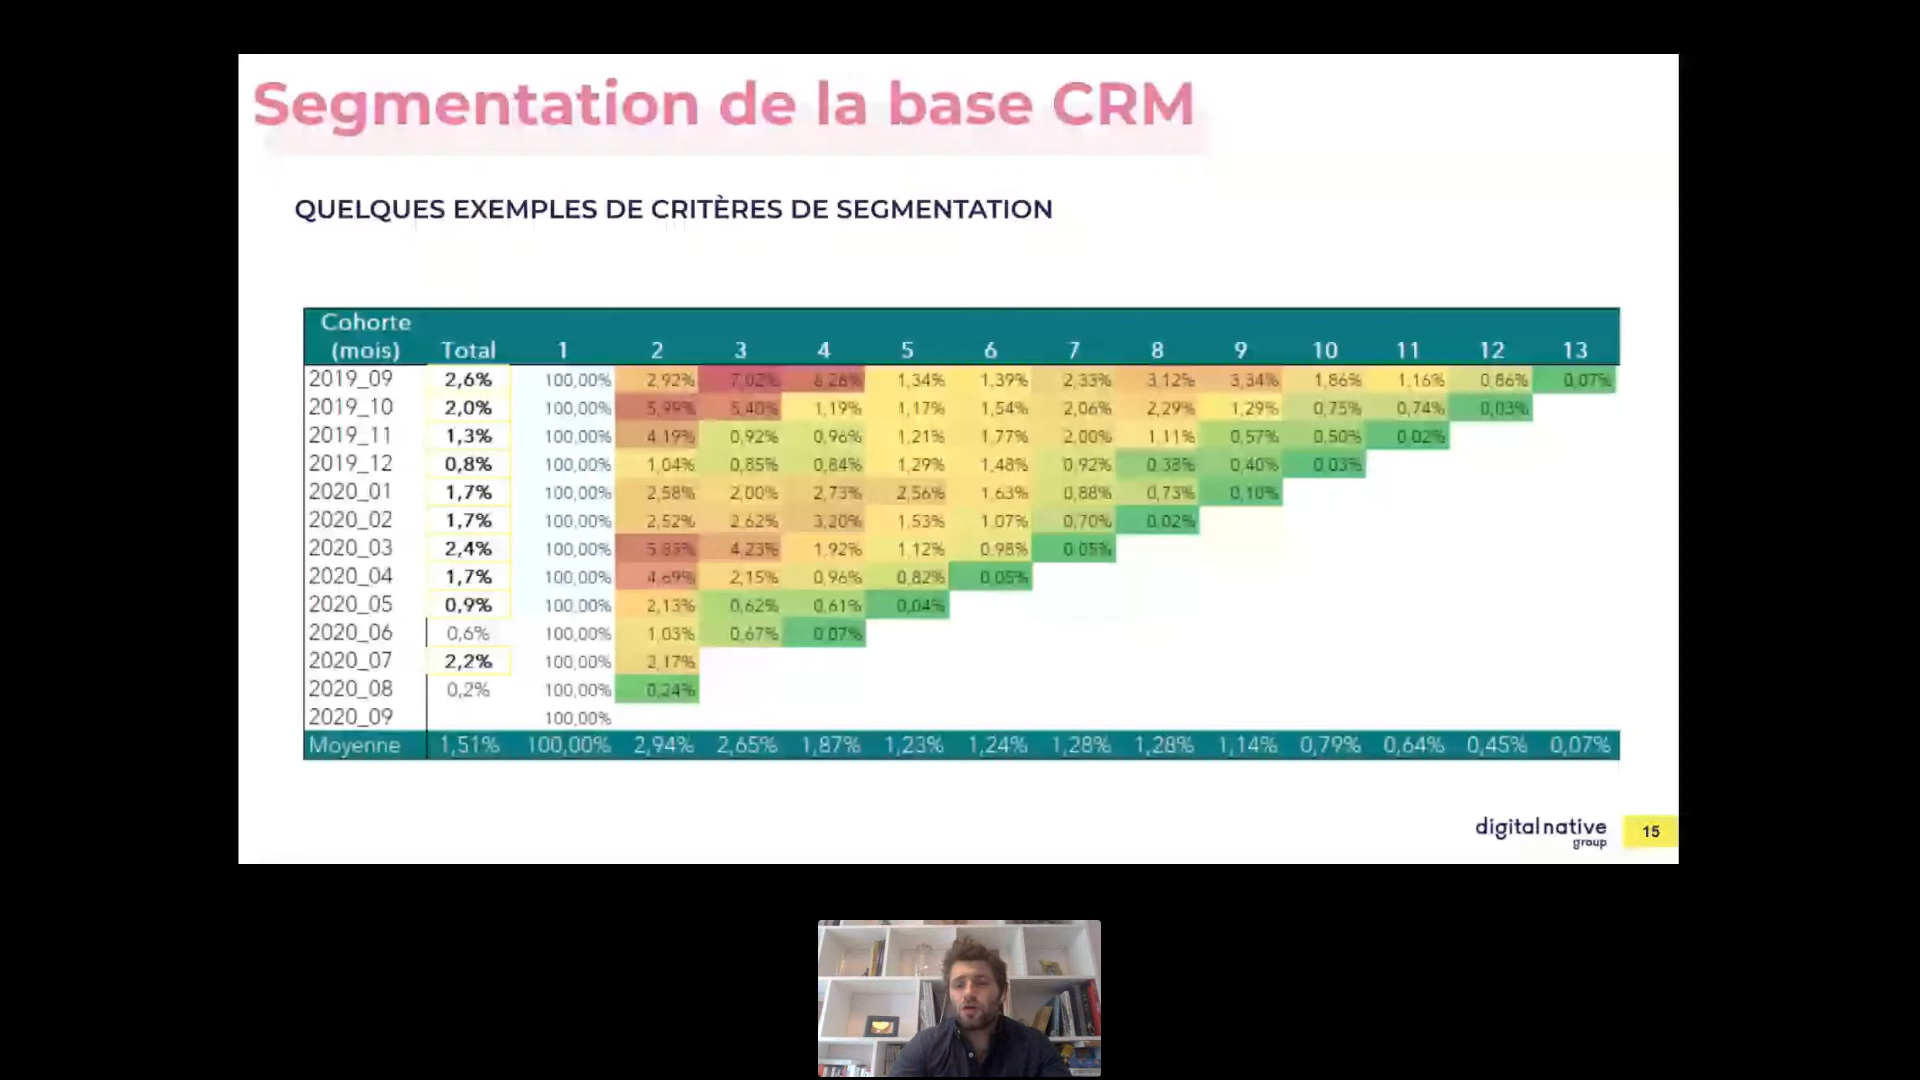 Segmentation de la base CRM
QUELQUES EXEMPLES DE CRITÈRES DE SEGMENTATION
Cohorte
(mois) Total 1 2 3 4 5 6 7 8 9 10 11 12 13
2019_09 2,6% 100,00% 2,92% 7,02% 1,34% 1,39% 2,33% 3,12% 3,34% 1,86% 1,16% 0,86% 0,07%
2019_10 2,0% 100,00% 5,99% 5,40% 1,19% 1,17% 1,54% 2,06% 2,29% 1,29% 0,75% 0,74% 0,03%
2019_11 1,3% 100,00% 4,19% 0,92% 0,96% 1,21% 1,77% 2,00% 1,11% 0,57% 0,50% 0,02%
2019_12 0,8% 100,00% 1,04% 0,85% 0,84% 1,29% 1,48% 0,92% 0,38% 0,40% 0,03%
2020_01 1,7% 100,00% 2,58% 2,00% 2,73% 2,56% 1,63% 0,88% 0,73% 0,10%
2020_02 1,7% 100,00% 2,52% 2,62% 3,20% 1,53% 1,07% 0,70% 0,02%
2020_03 2,4% 100,00% 4,23% 1,92% 1,12% 0,98% 0,05%
2020_04 1,7% 100,00% 4,69% 2,15% 0,96% 0,82% 0,05%
2020_05 0,9% 100,00% 2,13% 0,62% 0,61% 0,04%
2020_06 0,6% 100,00% 1,03% 0,67% 0,07%
2020_07 2,2% 100,00% 2,17%
2020_08 0,2% 100,00% 0,24%
2020_09 100,00%
Moyenne 1,51% 100,00% 2,94% 2,65% 1,87% 1,23% 1,24% 1,28% 1,28% 1,14% 0,79% 0,64% 0,45% 0,07%
digital native
group
15